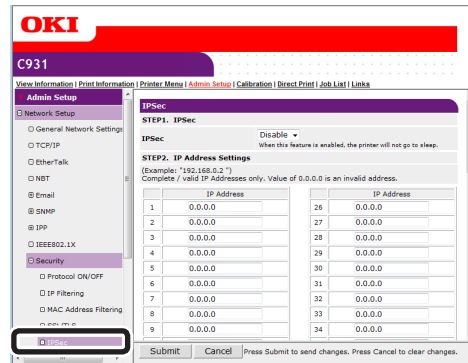 OKI
C931
View Information | Print Information | Printer Menu | Admin Setup | Calibration | Direct Print | Job List | Links
Admin Setup
Network Setup
General Network Settings
TCP/IP
EtherTalk
NBT
Email
SNMP
IPP
IEEE802.1X
Security
Protocol ON/OFF
IP Filtering
MAC Address Filtering
SSL/TLS
IPSec
IPSec
STEP1. IPSec
IPSec Disable
When this feature is enabled, the printer will not go to sleep.
STEP2. IP Address Settings
(Example: "192.168.0.2 ")
Complete / valid IP Addresses only. Value of 0.0.0.0 is an invalid address.
IP Address IP Address
1 0.0.0.0 26 0.0.0.0
2 0.0.0.0 27 0.0.0.0
3 0.0.0.0 28 0.0.0.0
4 0.0.0.0 29 0.0.0.0
5 0.0.0.0 30 0.0.0.0
6 0.0.0.0 31 0.0.0.0
7 0.0.0.0 32 0.0.0.0
8 0.0.0.0 33 0.0.0.0
9 0.0.0.0 34 0.0.0.0
Submit Cancel Press Submit to send changes. Press Cancel to clear changes.